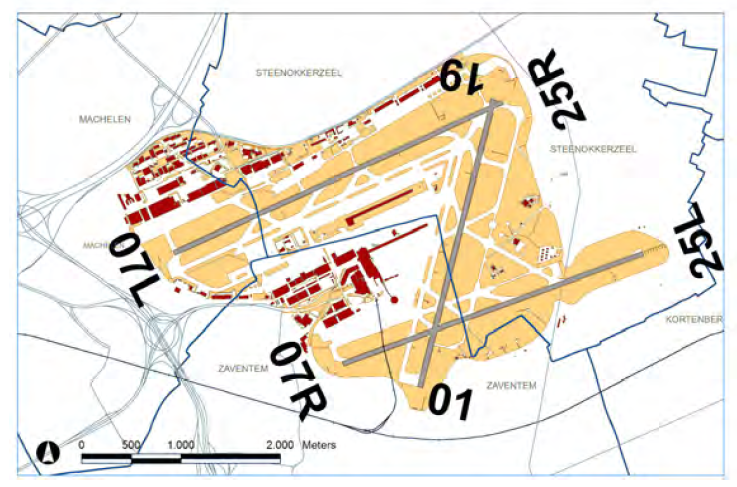 STEENOKKERZEEL
19
25R
MACHELEN
STEENOKKERZEEL
MACHELEN
07L
25L
KORTENBER
ZAVENTEM
07R
01
ZAVENTEM
0 500 1.000 2.000 Meters